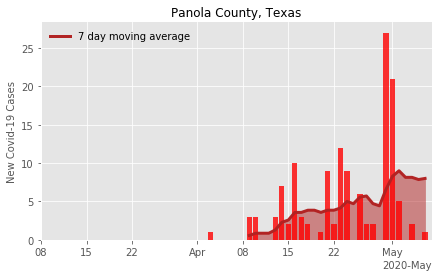 Panola County, Texas
7 day moving average
New Covid-19 Cases
25
20
15
10
5
0
08 15 22 Apr 08 15 22 May
2020-May